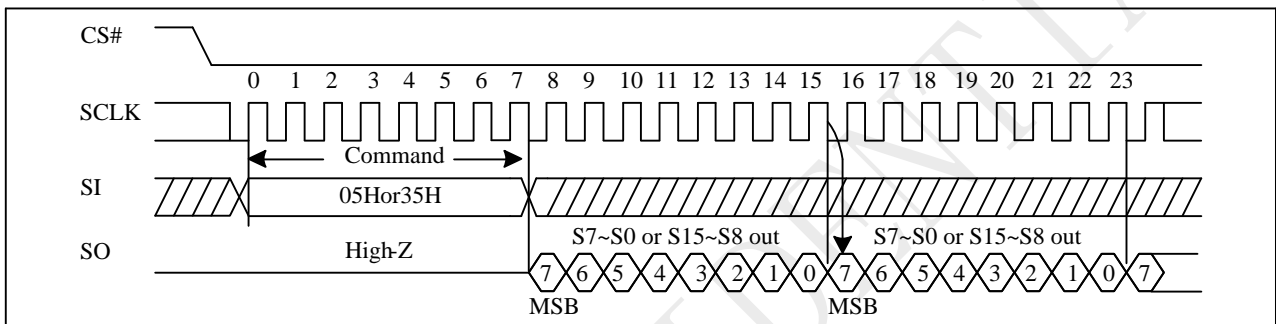 CS#
0 1 2 3 4 5 6 7 8 9 10 11 12 13 14 15 16 17 18 19 20 21 22 23
SCLK
Command
SI
05Hor35H
S7~S0 or S15~S8 out S7~S0 or S15~S8 out
SO
High-Z
7 6 5 4 3 2 1 0 7 6 5 4 3 2 1 0 7
MSB MSB